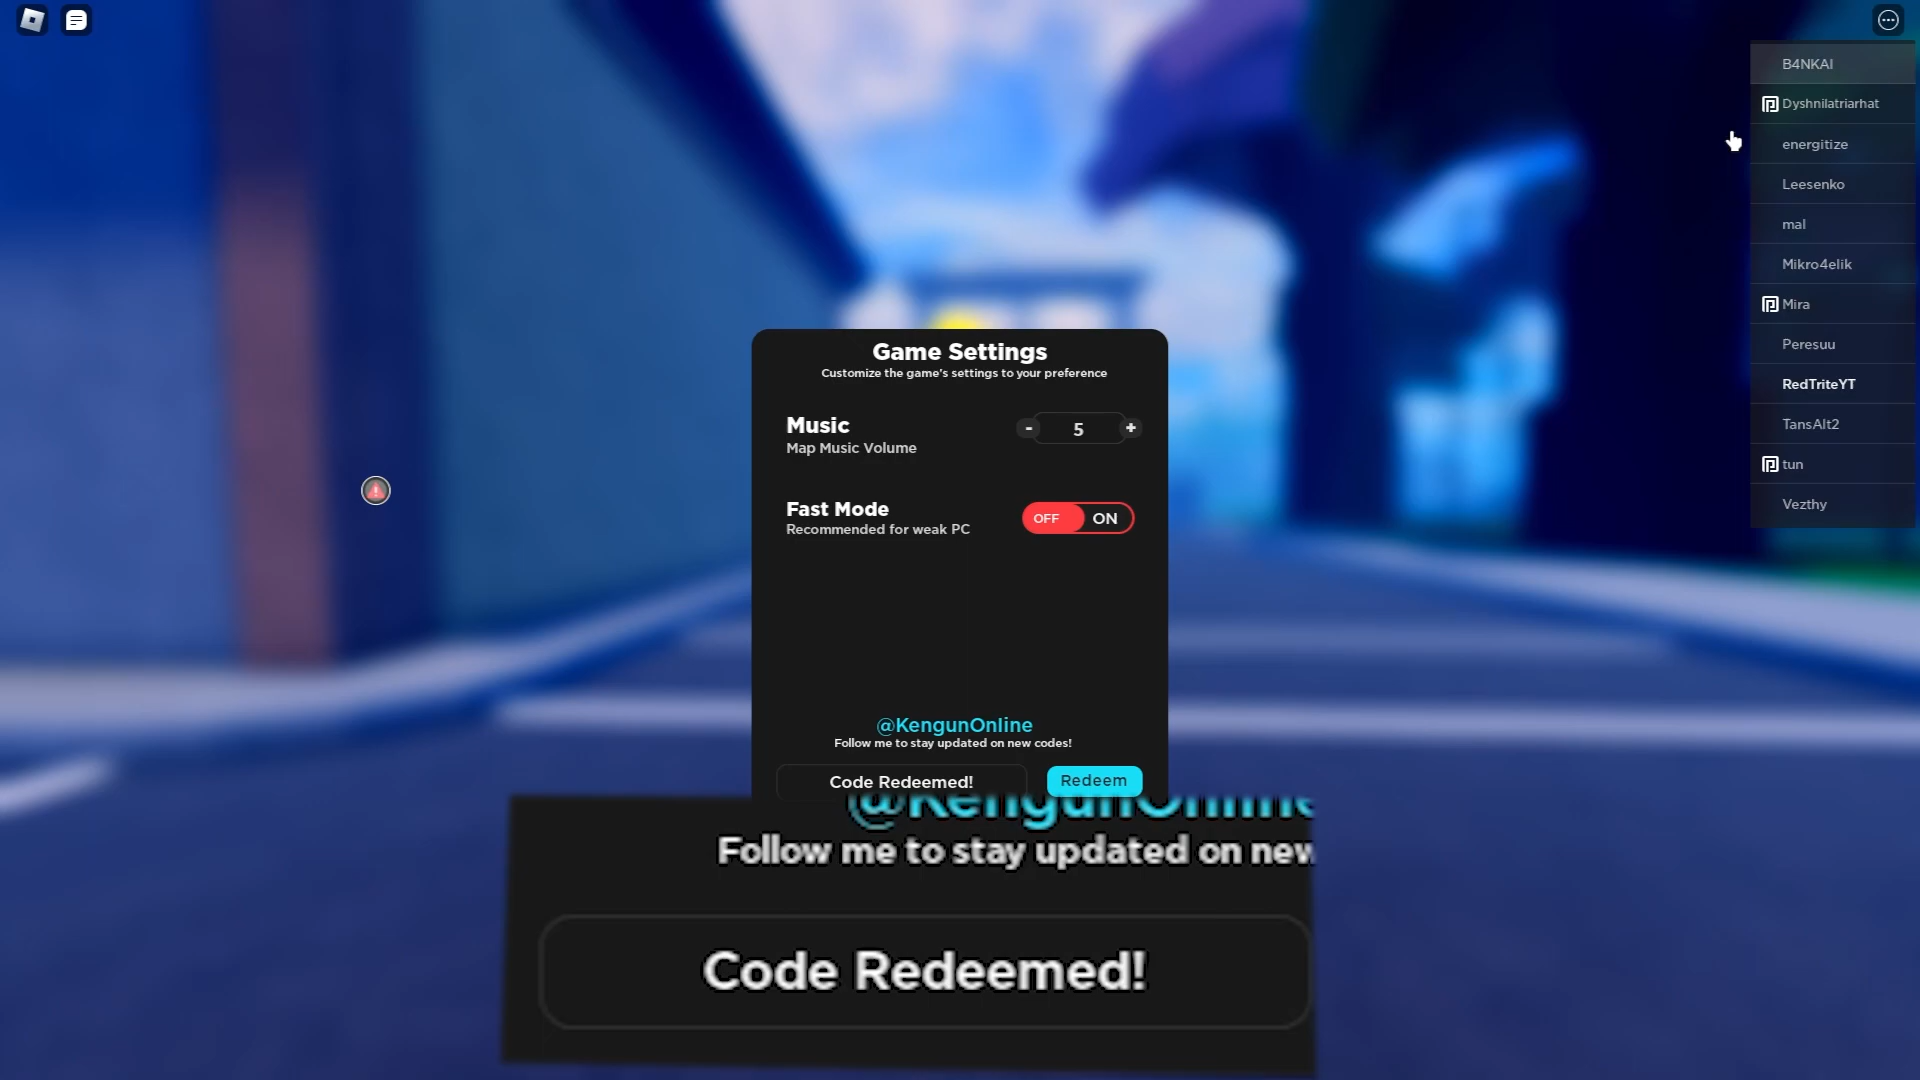 B4NKAI
Dyshnilatriarhat
energitize
Leesenko
mal
Mikro4elik
Mira
Peresuu
RedTriteYT
TansAlt2
tun
Vezthy
Game Settings
Customize the game's settings to your preference
Music
- 5 +
Map Music Volume
Fast Mode
OFF ON
Recommended for weak PC
@KengunOnline
Follow me to stay updated on new codes!
Code Redeemed! Redeem
@KengunOnline
Follow me to stay updated on new
Code Redeemed!